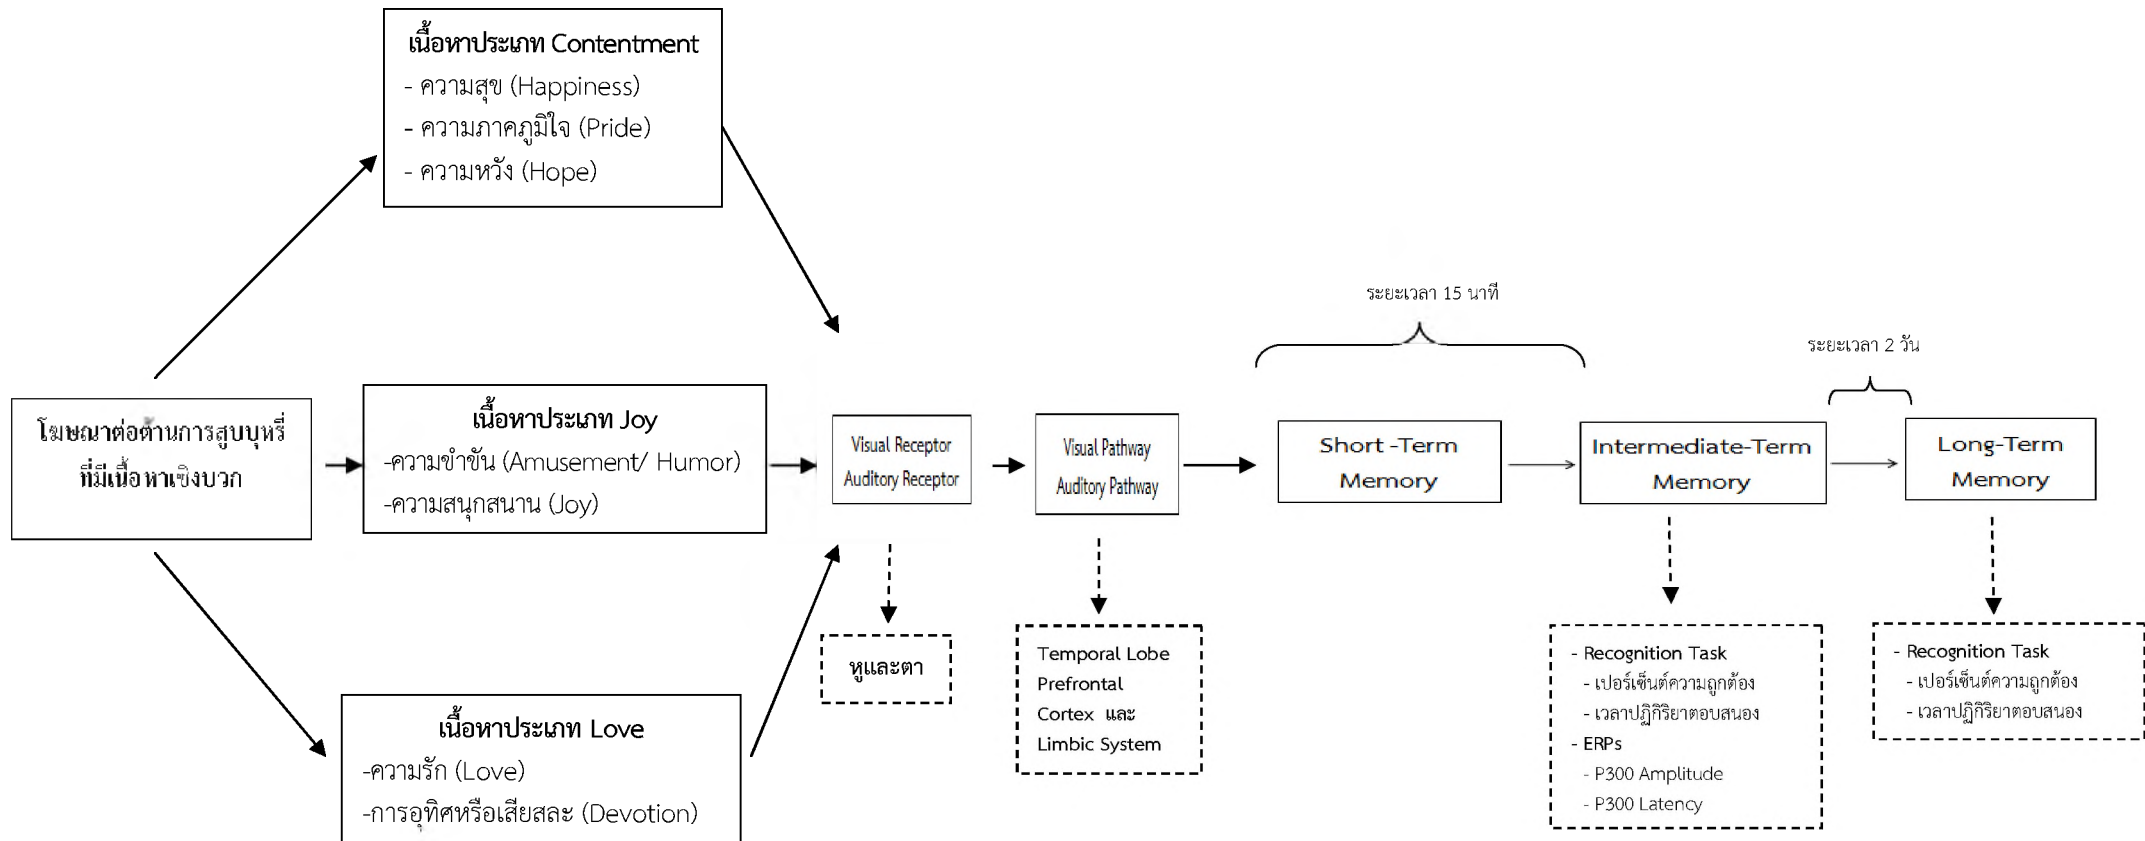 เนื้อหาประเภท Contentment
- ความสุข (Happiness)
- ความภาคภูมิใจ (Pride)
- ความหวัง (Hope)
โฆษณาต่อต้านการสูบบุหรี่
ที่มีเนื้อหาเชิงบวก
เนื้อหาประเภท Joy
-ความขำขัน (Amusement/ Humor)
-ความสนุกสนาน (Joy)
เนื้อหาประเภท Love
-ความรัก (Love)
-การอุทิศหรือเสียสละ (Devotion)
Visual Receptor
Auditory Receptor
หูและตา
Visual Pathway
Auditory Pathway
Temporal Lobe
Prefrontal
Cortex และ
Limbic System
ระยะเวลา 15 นาที
Short -Term
Memory
Intermediate-Term
Memory
- Recognition Task
- เปอร์เซ็นต์ความถูกต้อง
- เวลาปฏิกิริยาตอบสนอง
- ERPs
- P300 Amplitude
- P300 Latency
ระยะเวลา 2 วัน
Long-Term
Memory
- Recognition Task
- เปอร์เซ็นต์ความถูกต้อง
- เวลาปฏิกิริยาตอบสนอง